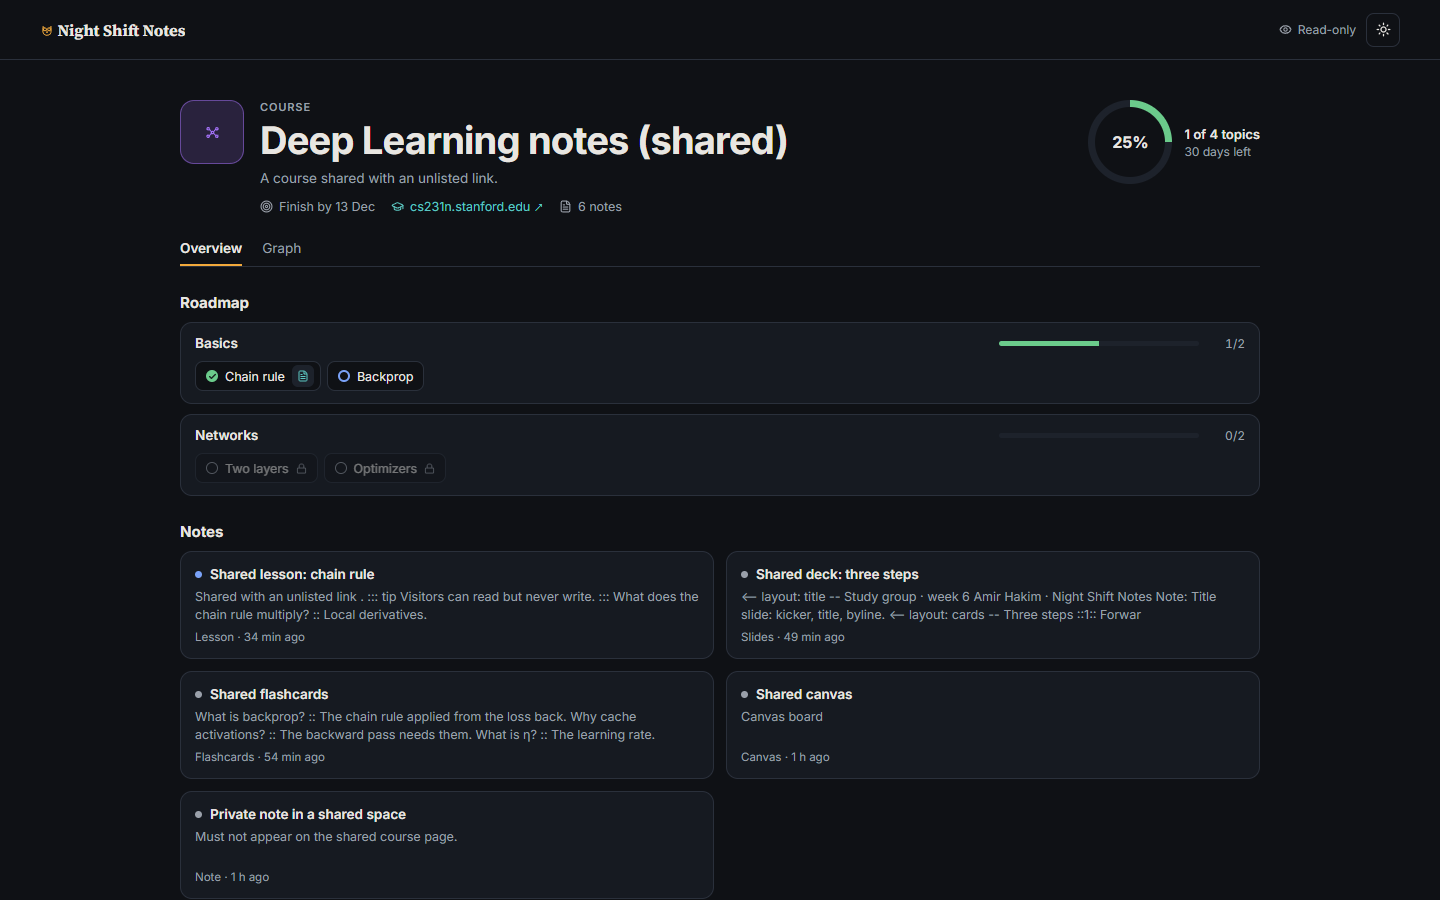 Night Shift Notes
Read-only
COURSE
Deep Learning notes (shared)
A course shared with an unlisted link.
Finish by 13 Dec
cs231n.stanford.edu ↗
6 notes
25%
1 of 4 topics
30 days left
Overview
Graph
Roadmap
Basics
1/2
Chain rule
Backprop
Networks
0/2
Two layers
Optimizers
Notes
Shared lesson: chain rule
Shared with an unlisted link . ::: tip Visitors can read but never write. ::: What does the
chain rule multiply? :: Local derivatives.
Lesson · 34 min ago
Shared deck: three steps
<-- layout: title -- Study group · week 6 Amir Hakim · Night Shift Notes Note: Title
slide: kicker, title, byline. <-- layout: cards -- Three steps ::1:: Forwar
Slides · 49 min ago
Shared flashcards
What is backprop? :: The chain rule applied from the loss back. Why cache
activations? :: The backward pass needs them. What is η? :: The learning rate.
Flashcards · 54 min ago
Shared canvas
Canvas board
Canvas · 1 h ago
Private note in a shared space
Must not appear on the shared course page.
Note · 1 h ago